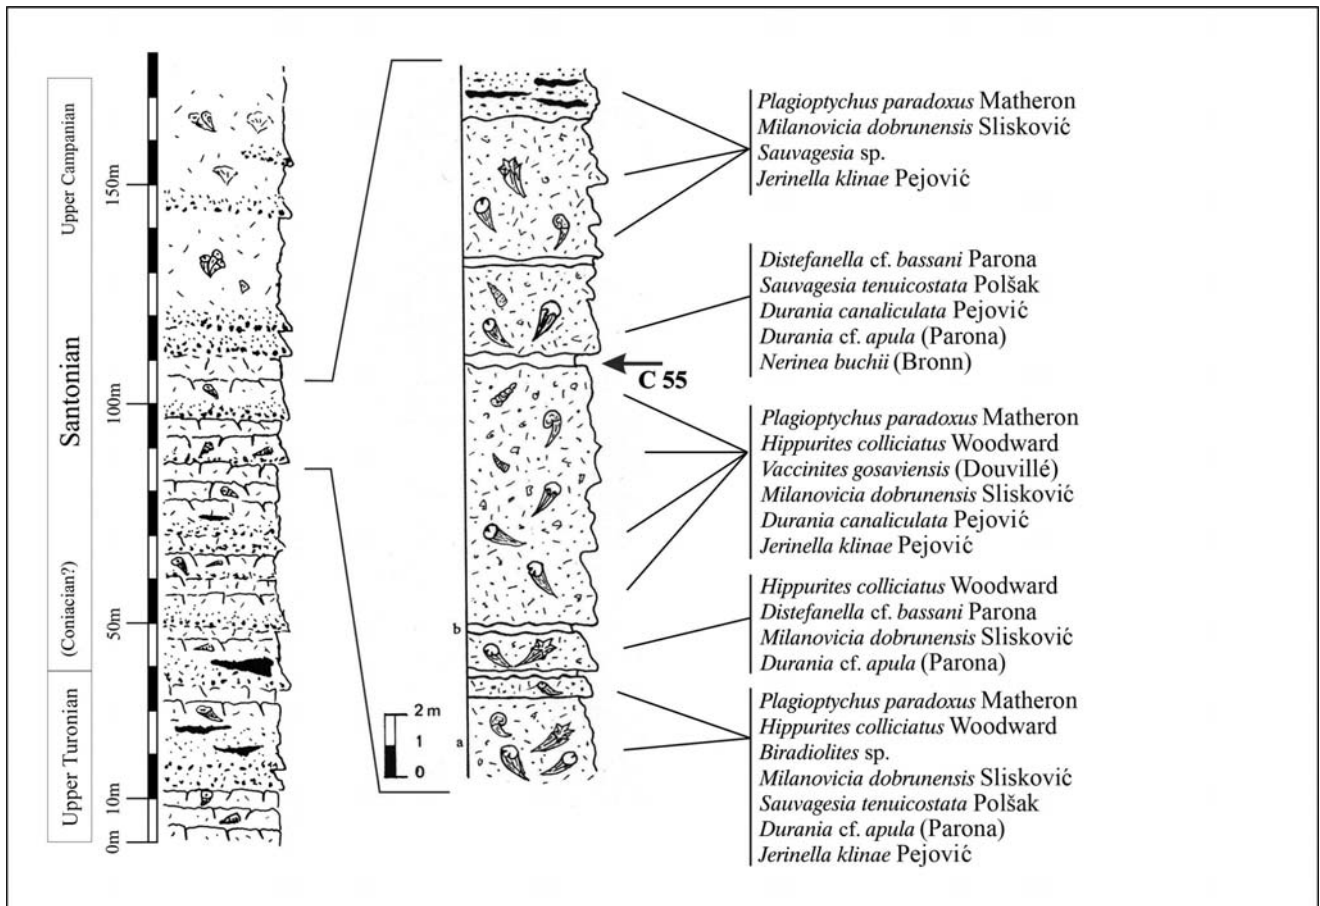 Upper Campanian
Santonian
(Coniacian?)
Upper Turonian
150m
100m
50m
10m
0m
b
a
2 m
1
0
C 55
Plagioptychus paradoxus Matheron
Milanovicia dobrunensis Slisković
Sauvagesia sp.
Jerinella klinae Pejović
Distefanella cf. bassani Parona
Sauvagesia tenuicostata Polšak
Durania canaliculata Pejović
Durania cf. apula (Parona)
Nerinea buchii (Bronn)
Plagioptychus paradoxus Matheron
Hippurites colliciatus Woodward
Vaccinites gosaviensis (Douvillé)
Milanovicia dobrunensis Slisković
Durania canaliculata Pejović
Jerinella klinae Pejović
Hippurites colliciatus Woodward
Distefanella cf. bassani Parona
Milanovicia dobrunensis Slisković
Durania cf. apula (Parona)
Plagioptychus paradoxus Matheron
Hippurites colliciatus Woodward
Biradiolites sp.
Milanovicia dobrunensis Slisković
Sauvagesia tenuicostata Polšak
Durania cf. apula (Parona)
Jerinella klinae Pejović